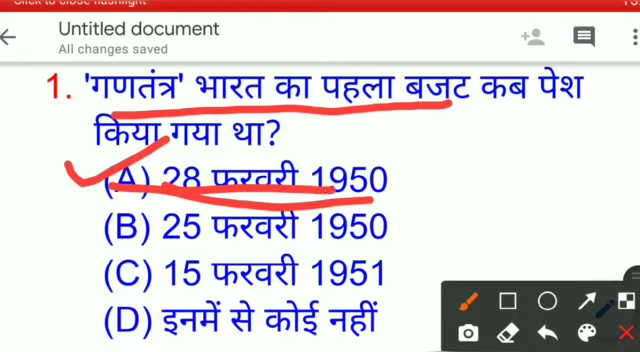 Click to close flashlight
Untitled document
All changes saved
1. 'गणतंत्र' भारत का पहला बजट कब पेश
किया गया था?
(A) 28 फरवरी 1950
(B) 25 फरवरी 1950
(C) 15 फरवरी 1951
(D) इनमें से कोई नहीं